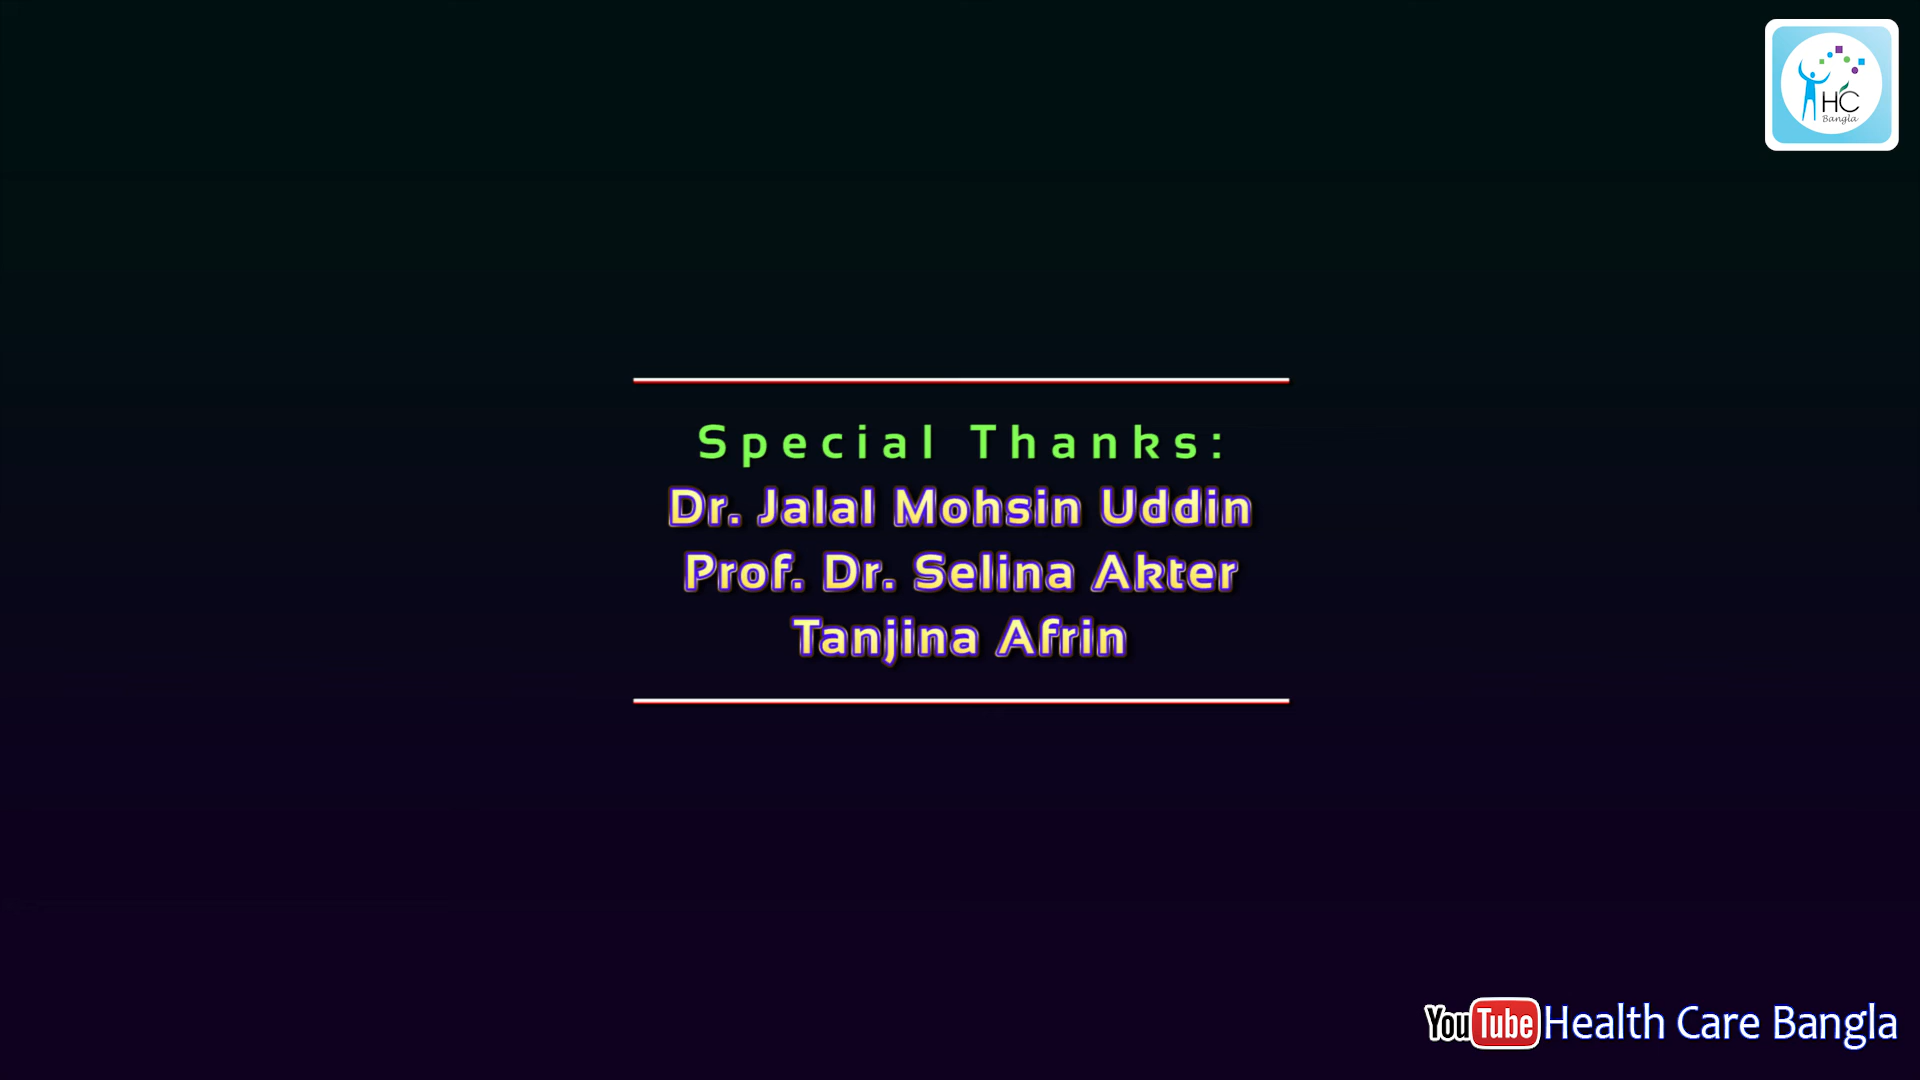 HC
Bangla
Special Thanks:
Dr. Jalal Mohsin Uddin
Prof. Dr. Selina Akter
Tanjina Afrin
YouTube Health Care Bangla